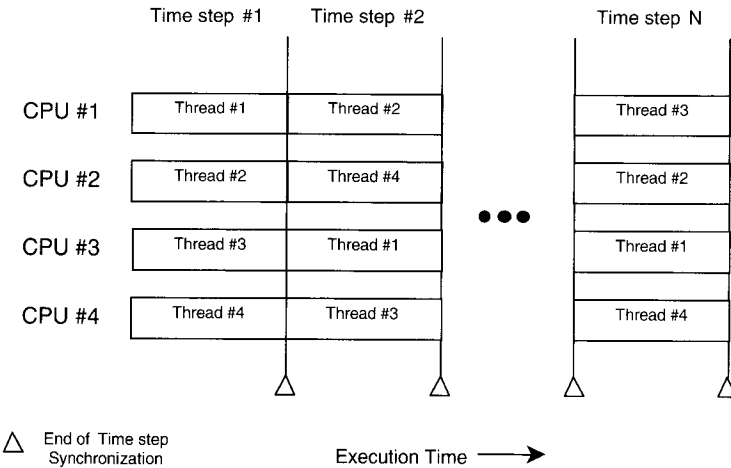 Time step #1 Time step #2 Time step N
CPU #1 Thread #1 Thread #2 Thread #3
CPU #2 Thread #2 Thread #4 Thread #2
CPU #3 Thread #3 Thread #1 Thread #1
CPU #4 Thread #4 Thread #3 Thread #4
End of Time step
Synchronization
Execution Time